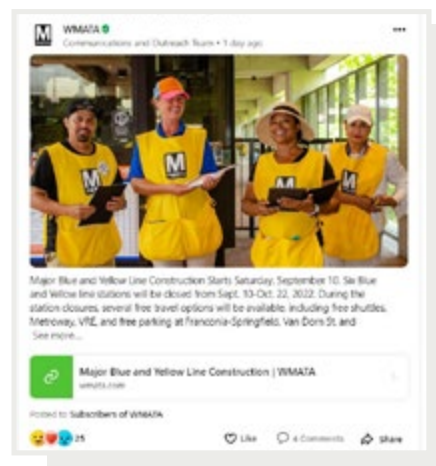 WMATA
Communications and Outreach Team • 1 day ago
M
M
M
M
Major Blue and Yellow Line Construction Starts Saturday, September 10. Six Blue
and Yellow line stations will be closed from Sept. 10-Oct. 22, 2022. During the
station closures, several free travel options will be available, including free shuttles,
Metroway, VRE, and free parking at Franconia-Springfield, Van Dorn St. and
See more...
Major Blue and Yellow Line Construction | WMATA
wmata.com
Posted to Subscribers of WMATA
25
Like
4 Comments
Share